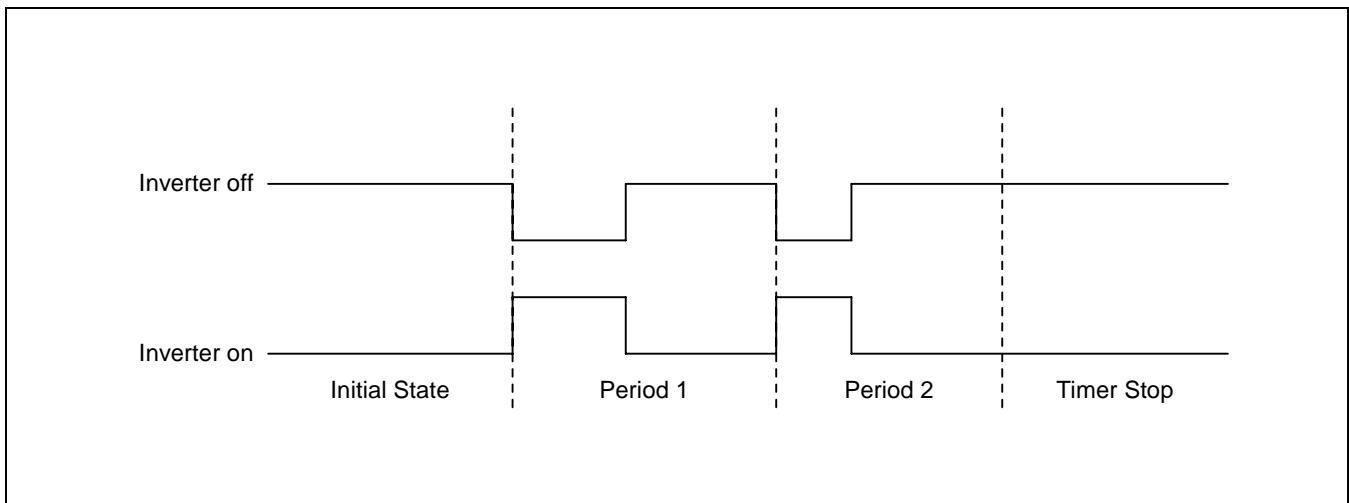 Inverter off
Inverter on
Initial State
Period 1
Period 2
Timer Stop